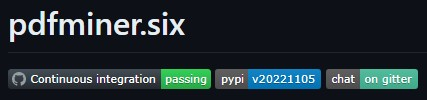 pdfminer.six
Continuous integration passing pypi v20221105 chat on gitter